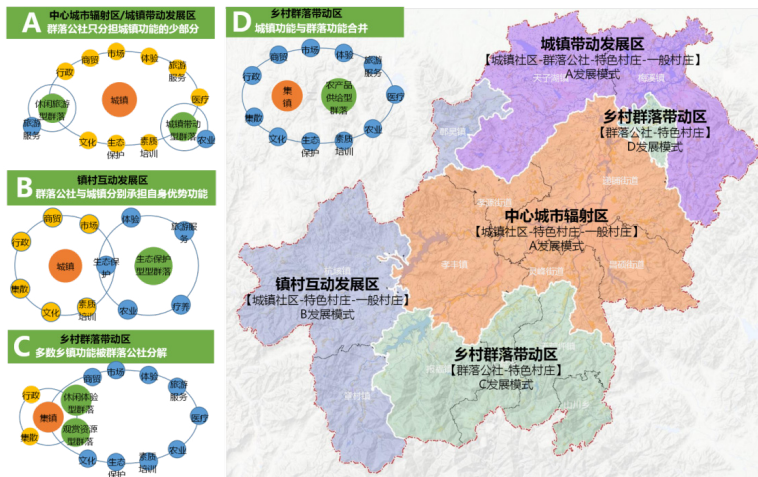 A
中心城市辐射区/城镇带动发展区
群落公社只分担城镇功能的少部分
行政
商贸
市场
体验
旅游
服务
城镇
休闲旅游
型群落
旅游
服务
医疗
城镇带动
型群落
农业
文化
生态
保护
素质
培训
B
镇村互动发展区
群落公社与城镇分别承担自身优势功能
商贸
市场
行政
城镇
集散
文化
素质
培训
体验
旅游服
务
生态保
护
生态保护
型型群落
农业
疗养
C
乡村群落带动区
多数乡镇功能被群落公社分解
商贸
市场
体验
旅游
服务
行政
休闲体验
型群落
集镇
观赏资源
型群落
集散
医疗
文化
生态
保护
素质
培训
农业
D
乡村群落带动区
城镇功能与群落功能合并
行政
商贸
市场
体验
旅游
服务
集
镇
农产品
供给型
群落
医疗
集散
文化
生态
保护
素质
培训
农业
城镇带动发展区
【城镇社区-群落公社-特色村庄-一般村庄】
A发展模式
乡村群落带动区
【群落公社-特色村庄】
D发展模式
中心城市辐射区
【城镇社区-特色村庄-一般村庄】
A发展模式
孝丰镇
镇村互动发展区
【城镇社区-特色村庄-一般村庄】
B发展模式
乡村群落带动区
【群落公社-特色村庄】
C发展模式